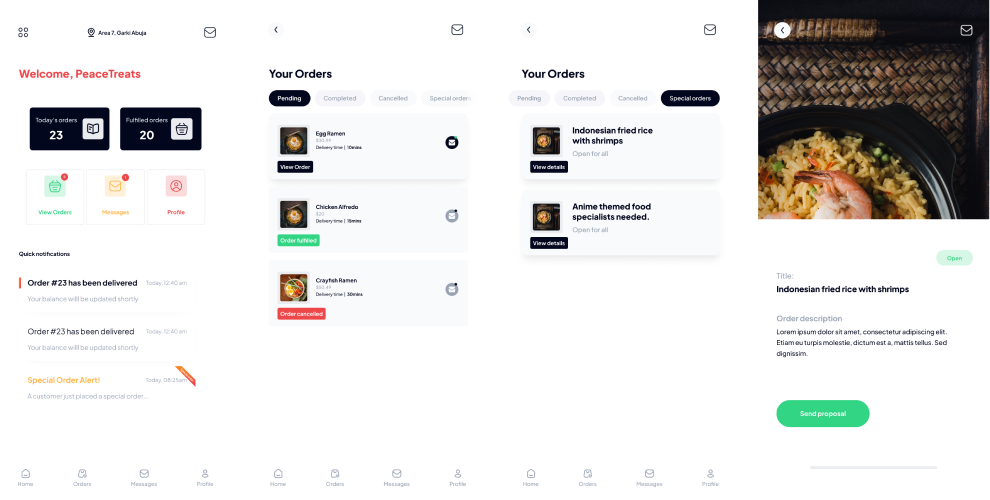 Area 7, Garki Abuja
Welcome, PeaceTreats
Today's orders
23
Fulfilled orders
20
View Orders
Messages
Profile
Quick notifications
Order #23 has been delivered
Today, 12:40 am
Your balance will be updated shortly
Order #23 has been delivered
Today, 12:40 am
Your balance will be updated shortly
Special Order Alert!
Today, 08:25am
A customer just placed a special order...
Home
Orders
Messages
Profile
Your Orders
Pending
Completed
Cancelled
Special orders
Egg Ramen
$30.99
Delivery time | 10mins
View Order
Chicken Alfredo
$20
Delivery time | 15mins
Order fulfilled
Crayfish Ramen
Delivery time | 30mins
Order cancelled
Home
Orders
Messages
Profile
Your Orders
Pending
Completed
Cancelled
Special orders
Indonesian fried rice
with shrimps
Open for all
View details
Anime themed food
specialists needed.
Open for all
View details
Home
Orders
Messages
Profile
Open
Title:
Indonesian fried rice with shrimps
Order description
Lorem ipsum dolor sit amet, consectetur adipiscing elit.
Etiam eu turpis molestie, dictum est a, mattis tellus. Sed
dignissim.
Send proposal